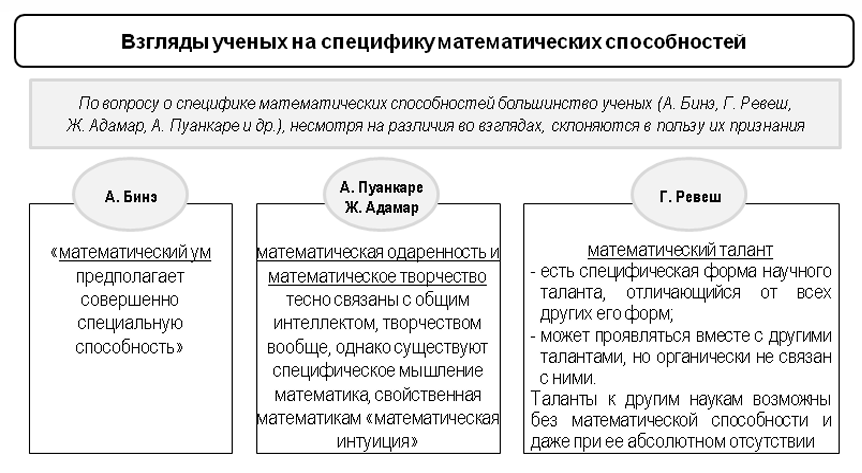 Взгляды ученых на специфику математических способностей
По вопросу о специфике математических способностей большинство ученых (А. Бинэ, Г. Ревеш,
Ж. Адамар, А. Пуанкаре и др.), несмотря на различия во взглядах, склоняются в пользу их признания
А. Бинэ
«математический ум
предполагает
совершенно
специальную
способность»
А. Пуанкаре
Ж. Адамар
математическая одаренность и
математическое творчество
тесно связаны с общим
интеллектом, творчеством
вообще, однако существуют
специфическое мышление
математика, свойственная
математикам «математическая
интуиция»
Г. Ревеш
математический талант
- есть специфическая форма научного
таланта, отличающийся от всех
других его форм;
- может проявляться вместе с другими
талантами, но органически не связан
с ними.
Таланты к другим наукам возможны
без математической способности и
даже при ее абсолютном отсутствии